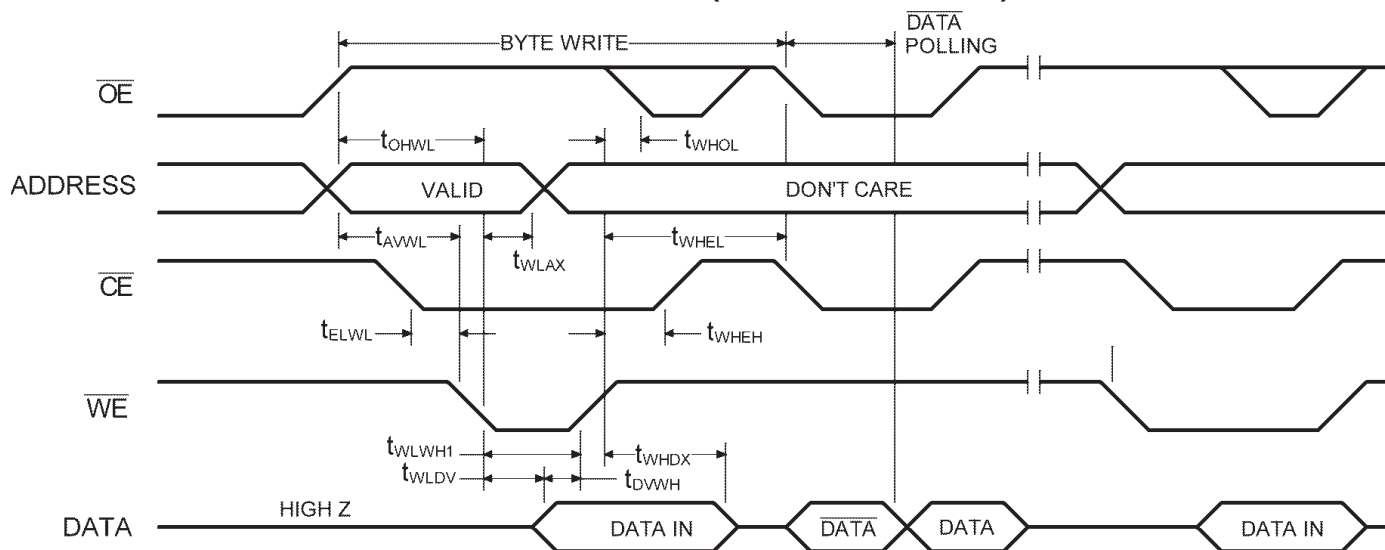 BYTE WRITE
DATA
POLLING
OE
tOHWL
tWHOL
ADDRESS
VALID
DON'T CARE
tAVWL
tWLAX
tWHEL
CE
tELWL
tWHEH
WE
tWLWH1
tWHDX
tWLDV
tDVWH
HIGH Z
DATA
DATA IN
DATA
DATA
DATA IN